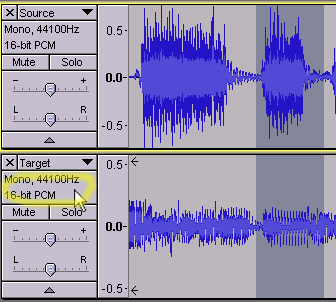 X Source
Mono, 44100Hz
16-bit PCM
Mute Solo
- +
L R
0.5-
0.0-
-0.5-
X Target
Mono, 44100Hz
16-bit PCM
Mute Solo
- +
L R
0.5-
0.0-
-0.5-